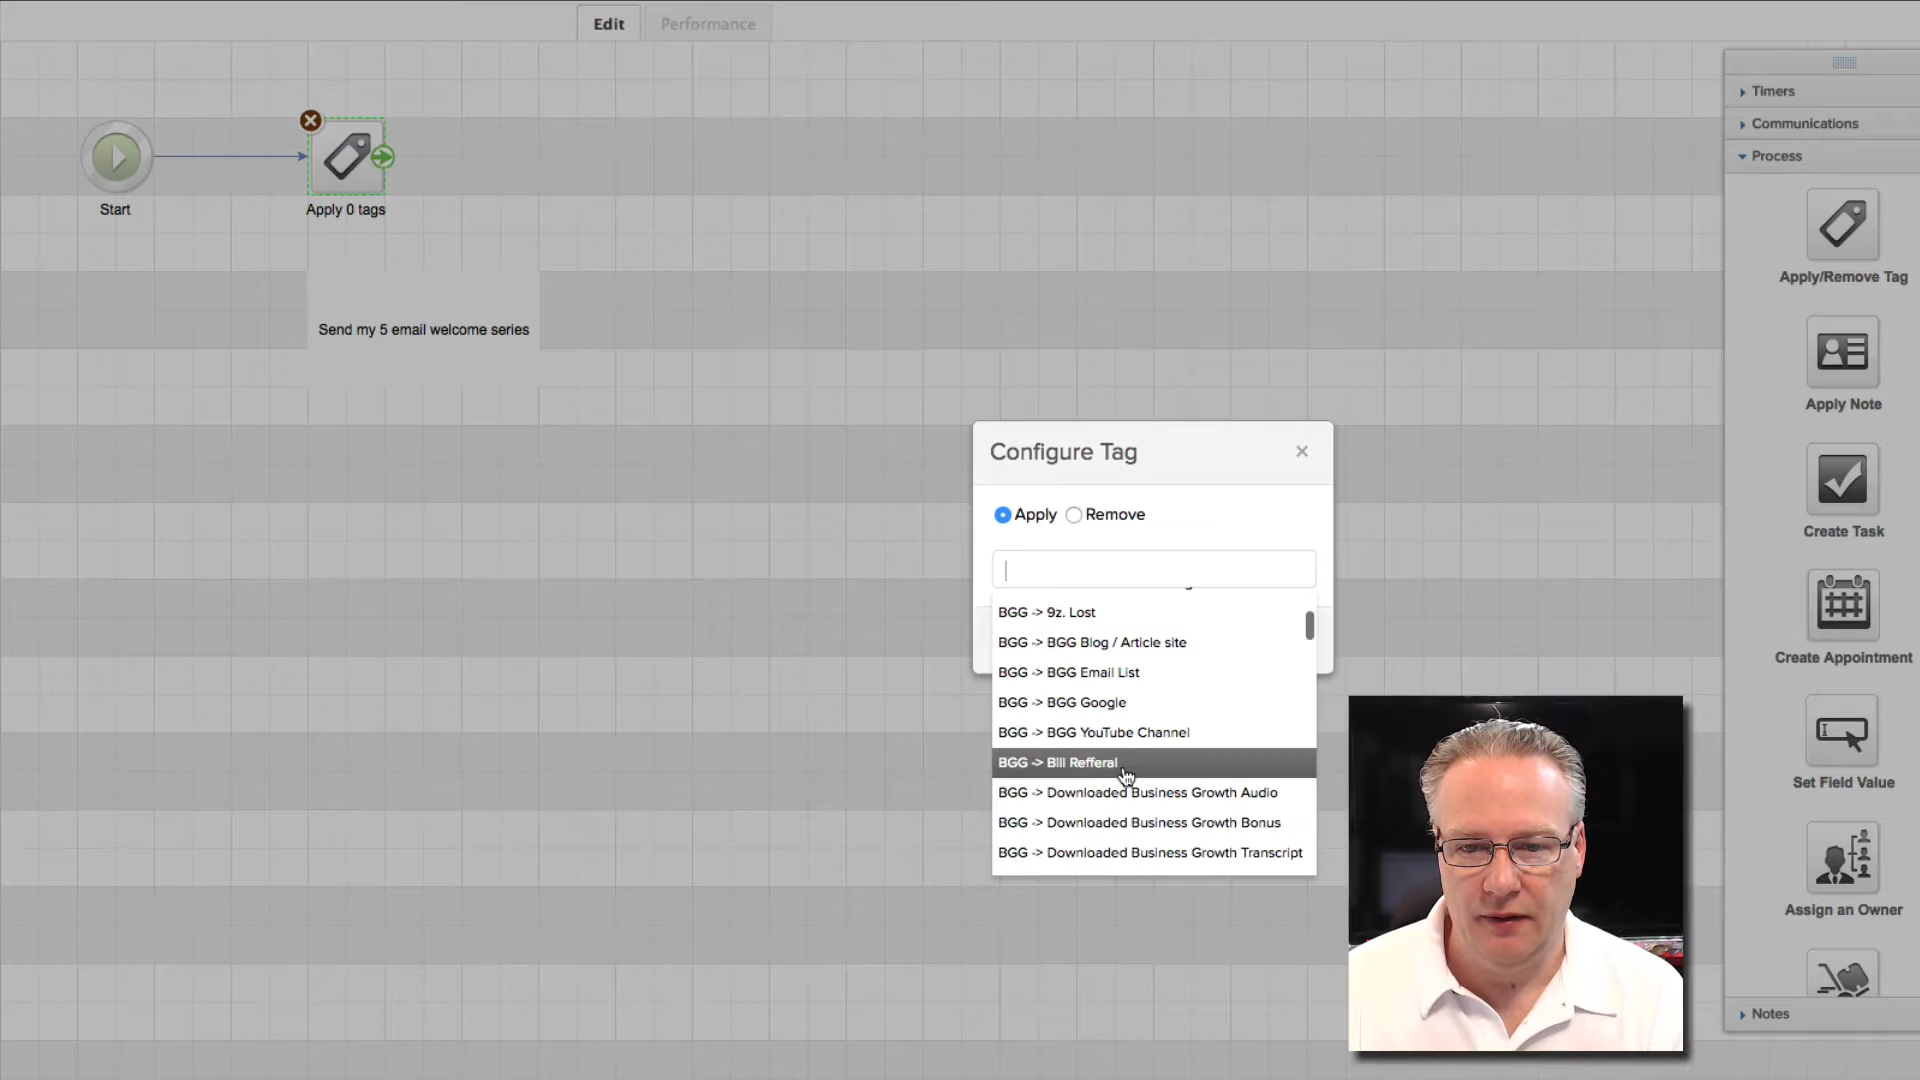 Edit
Performance
Timers
Communications
Process
Apply/Remove Tag
Apply Note
Create Task
Create Appointment
Set Field Value
Assign an Owner
Notes
Start
Apply 0 tags
Send my 5 email welcome series
Configure Tag
Apply
Remove
BGG -> 9z. Lost
BGG -> BGG Blog / Article site
BGG -> BGG Email List
BGG -> BGG Google
BGG -> BGG YouTube Channel
BGG -> BIll Refferal
BGG -> Downloaded Business Growth Audio
BGG -> Downloaded Business Growth Bonus
BGG -> Downloaded Business Growth Transcript